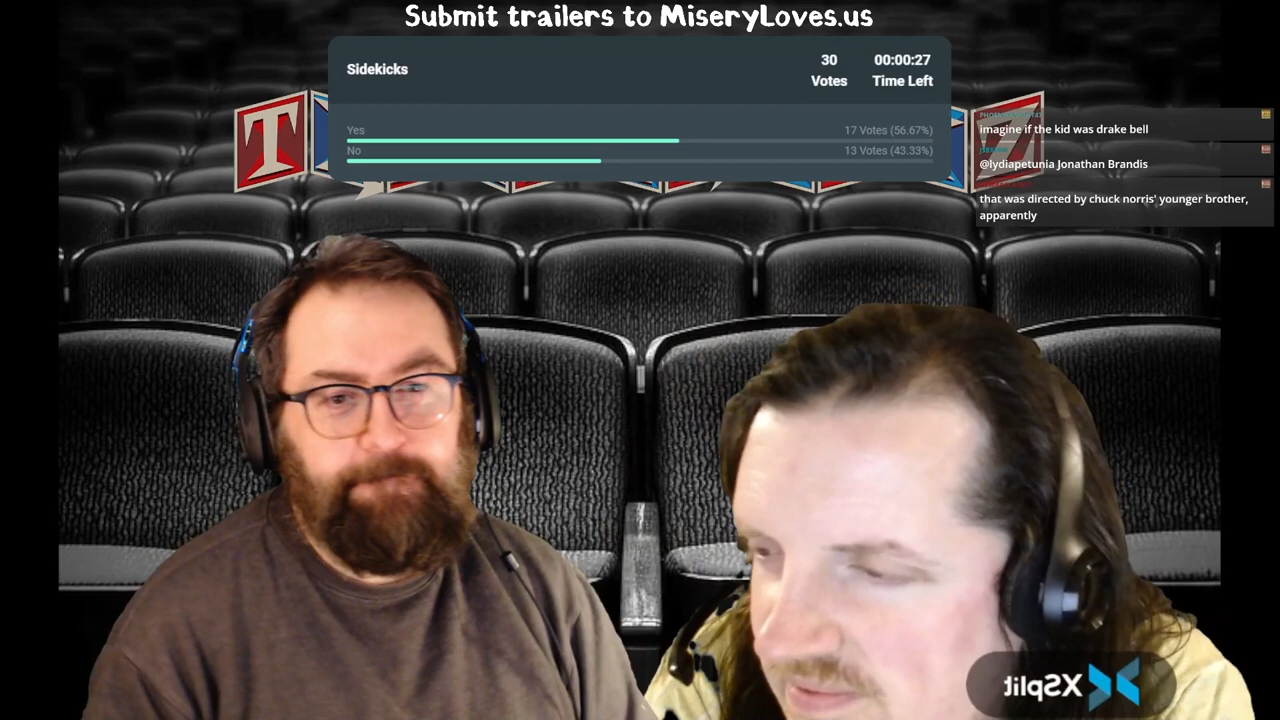 Submit trailers to MiseryLoves.us
Sidekicks
30
Votes
00:00:27
Time Left
Yes
17 Votes (56.67%)
No
13 Votes (43.33%)
T
Z
imagine if the kid was drake bell
@lydiapetunia Jonathan Brandis
that was directed by chuck norris' younger brother,
apparently
XSplit